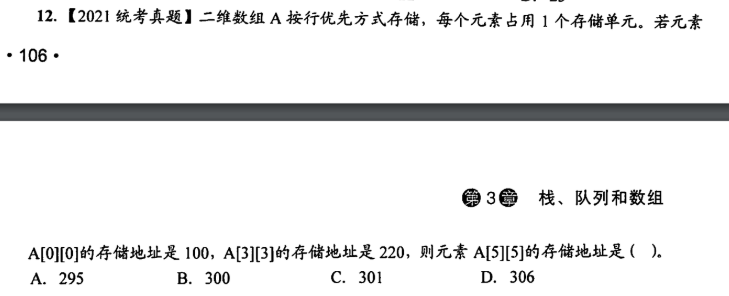 12.【2021 统考真题】二维数组 A 按行优先方式存储，每个元素占用 1 个存储单元。若元素
· 106 ·
第 3 章 栈、队列和数组
A[0][0]的存储地址是 100，A[3][3]的存储地址是 220，则元素 A[5][5]的存储地址是（ ）。
A. 295 B. 300 C. 301 D. 306